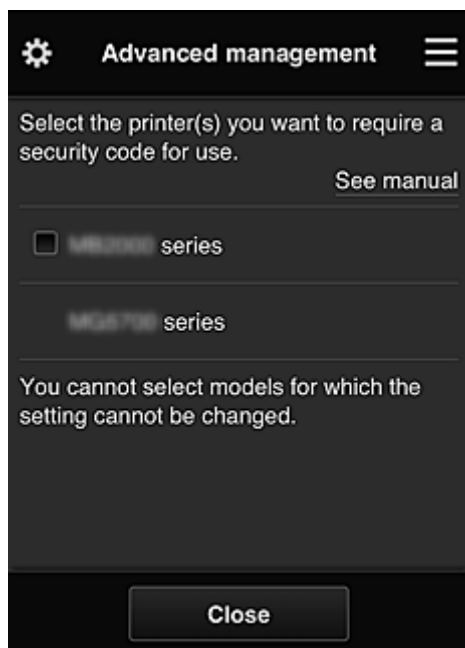 Advanced management
Select the printer(s) you want to require a
security code for use.
See manual
series
series
You cannot select models for which the
setting cannot be changed.
Close